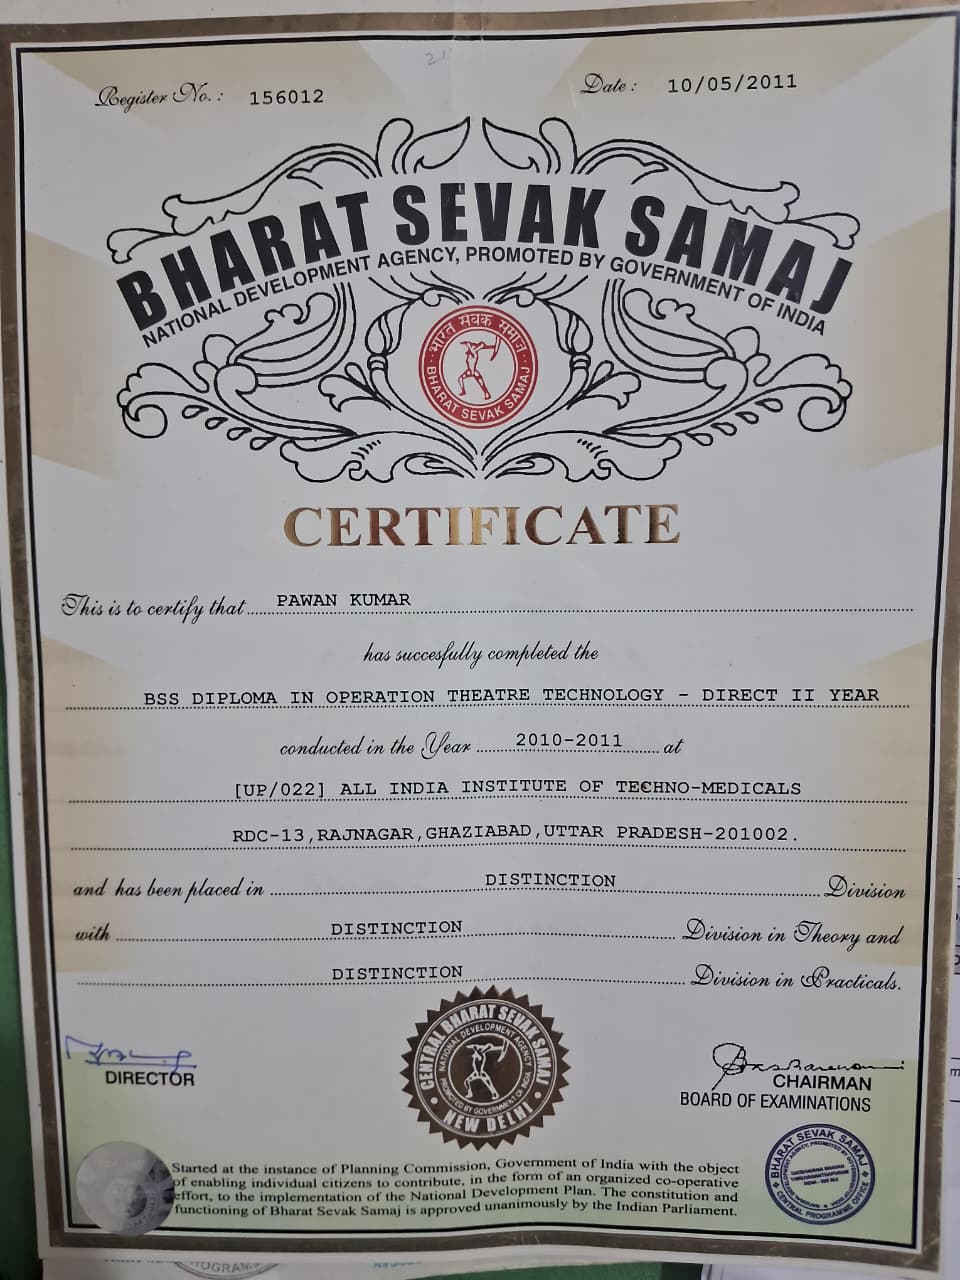 21
Register No. : 156012
Date : 10/05/2011
BHARAT SEVAK SAMAJ
NATIONAL DEVELOPMENT AGENCY, PROMOTED BY GOVERNMENT OF INDIA
भारत सेवक समाज
BHARAT SEVAK SAMAJ
CERTIFICATE
This is to certify that PAWAN KUMAR
has succesfully completed the
BSS DIPLOMA IN OPERATION THEATRE TECHNOLOGY - DIRECT II YEAR
conducted in the Year 2010-2011 at
[UP/022] ALL INDIA INSTITUTE OF TECHNO-MEDICALS
RDC-13,RAJNAGAR,GHAZIABAD,UTTAR PRADESH-201002.
and has been placed in DISTINCTION Division
with DISTINCTION Division in Theory and
DISTINCTION Division in Practicals.
CENTRAL BHARAT SEVAK SAMAJ
NATIONAL DEVELOPMENT AGENCY
PROMOTED BY GOVERNMENT OF INDIA
NEW DELHI
DIRECTOR
CHAIRMAN
BOARD OF EXAMINATIONS
BHARAT SEVAK SAMAJ
CENTRAL PROGRAMME OFFICE
Started at the instance of Planning Commission, Government of India with the object
of enabling individual citizens to contribute, in the form of an organized co-operative
effort, to the implementation of the National Development Plan. The constitution and
functioning of Bharat Sevak Samaj is approved unanimously by the Indian Parliament.